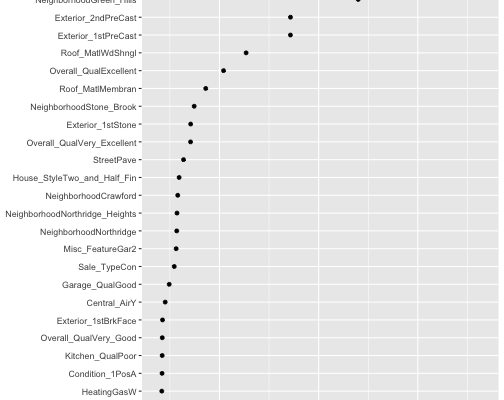 NeighborhoodGreen_Hills
Exterior_2ndPreCast
Exterior_1stPreCast
Roof_MatlWdShngl
Overall_QualExcellent
Roof_MatlMembran
NeighborhoodStone_Brook
Exterior_1stStone
Overall_QualVery_Excellent
StreetPave
House_StyleTwo_and_Half_Fin
NeighborhoodCrawford
NeighborhoodNorthridge_Heights
NeighborhoodNorthridge
Misc_FeatureGar2
Sale_TypeCon
Garage_QualGood
Central_AirY
Exterior_1stBrkFace
Overall_QualVery_Good
Kitchen_QualPoor
Condition_1PosA
HeatingGasW